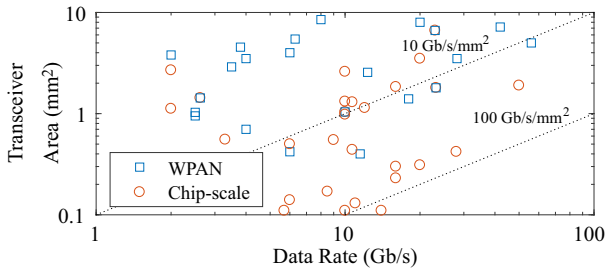 10
10 Gb/s/mm2
Transceiver
Area (mm2)
1
100 Gb/s/mm2
WPAN
Chip-scale
0.1
1
10
100
Data Rate (Gb/s)